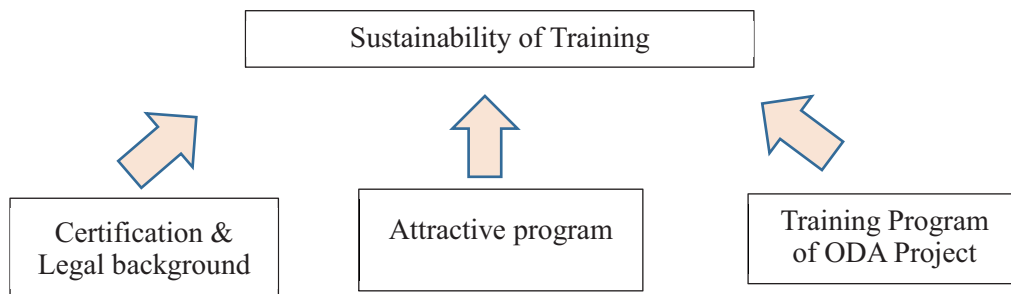 Sustainability of Training
Certification &
Legal background
Attractive program
Training Program
of ODA Project